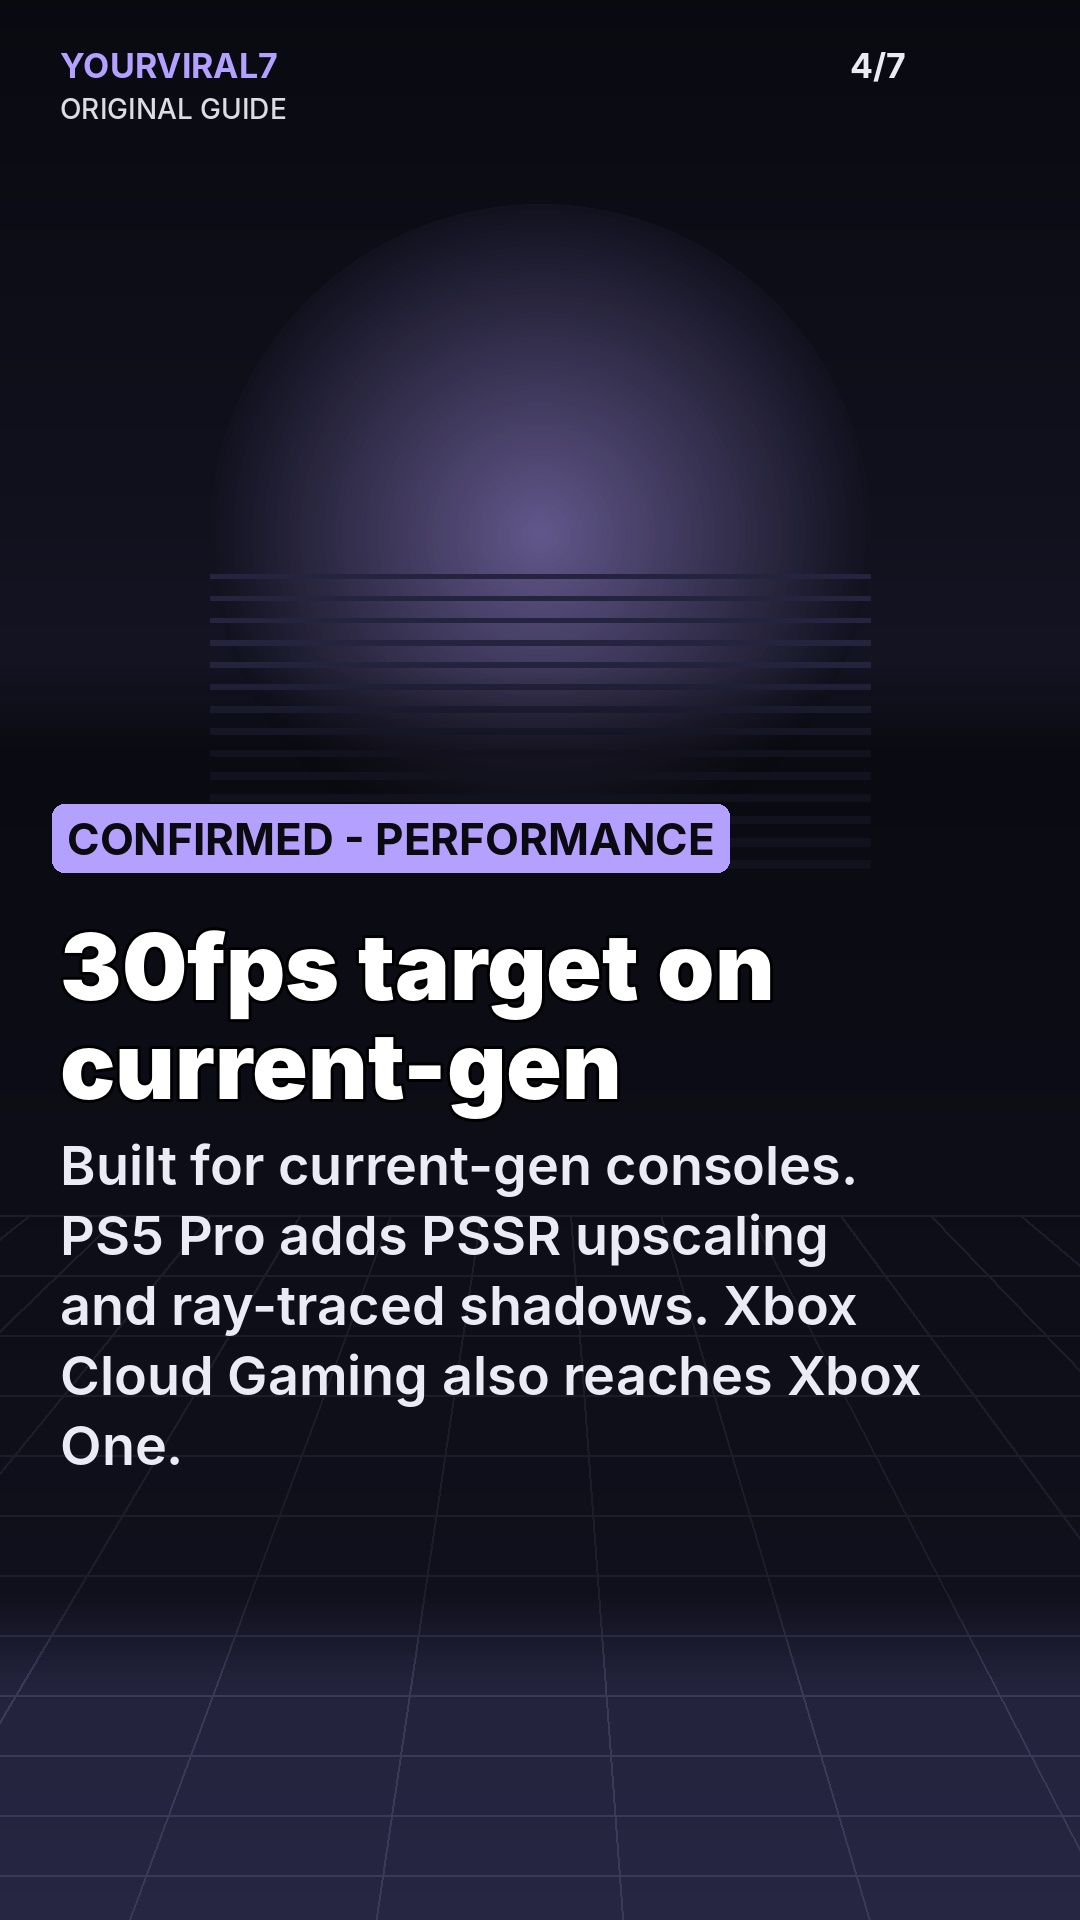 YOURVIRAL7
4/7
ORIGINAL GUIDE
CONFIRMED - PERFORMANCE
30fps target on
current-gen
Built for current-gen consoles.
PS5 Pro adds PSSR upscaling
and ray-traced shadows. Xbox
Cloud Gaming also reaches Xbox
One.